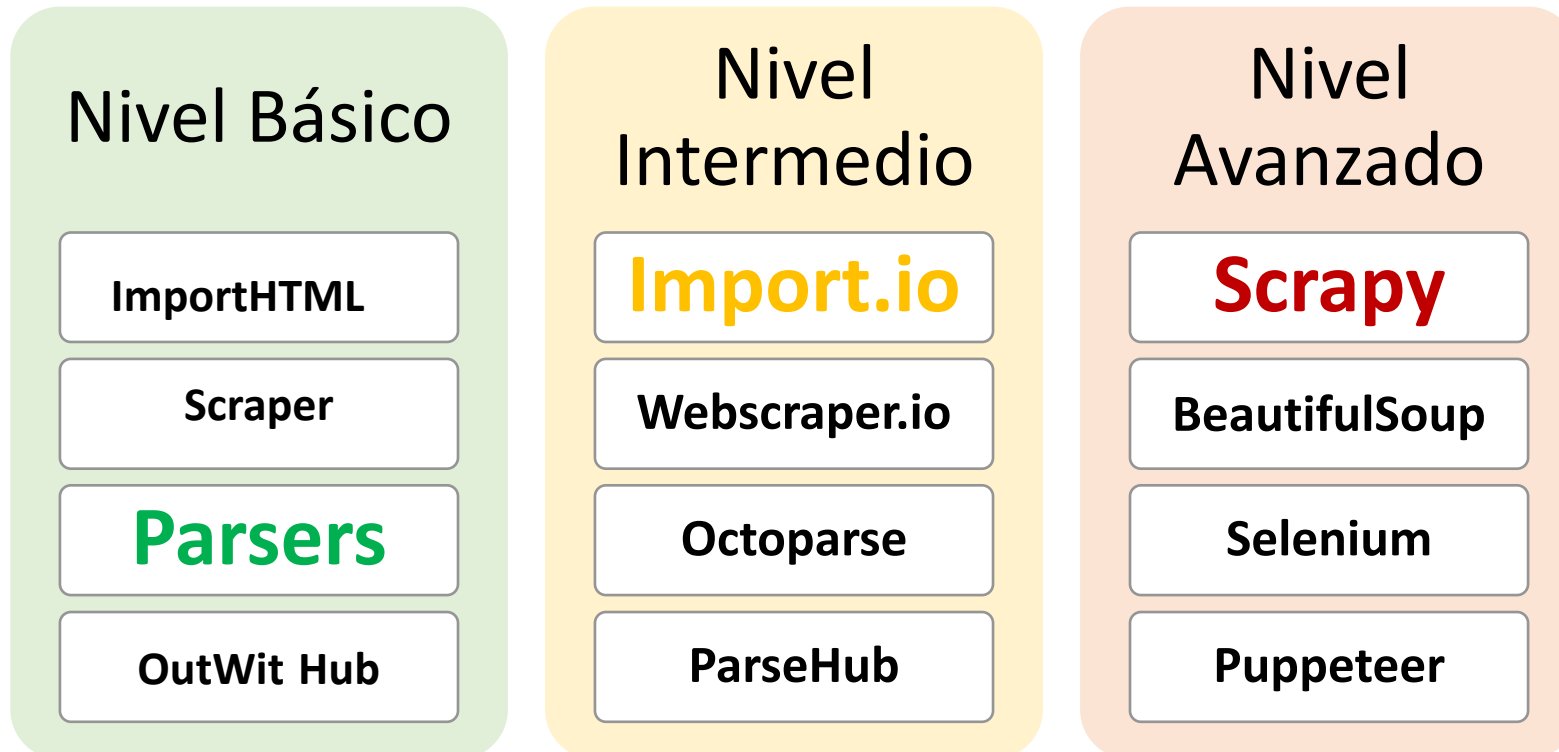 Nivel Básico
ImportHTML
Scraper
Parsers
OutWit Hub
Nivel
Intermedio
Import.io
Webscraper.io
Octoparse
ParseHub
Nivel
Avanzado
Scrapy
BeautifulSoup
Selenium
Puppeteer